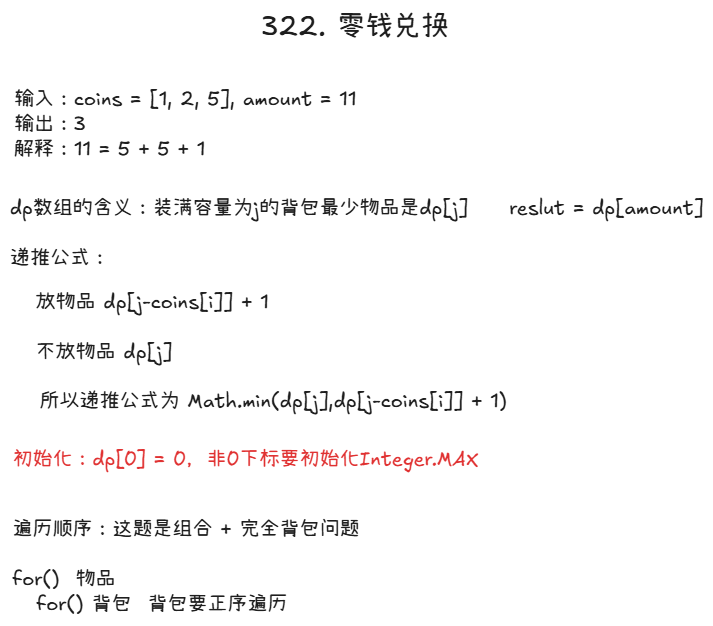 322. 零钱兑换
输入：coins = [1, 2, 5], amount = 11
输出：3
解释：11 = 5 + 5 + 1
dp数组的含义：装满容量为j的背包最少物品是dp[j] reslut = dp[amount]
递推公式：
放物品 dp[j-coins[i]] + 1
不放物品 dp[j]
所以递推公式为 Math.min(dp[j],dp[j-coins[i]] + 1)
初始化：dp[0] = 0, 非0下标要初始化Integer.MAX
遍历顺序：这题是组合 + 完全背包问题
for() 物品
for() 背包 背包要正序遍历